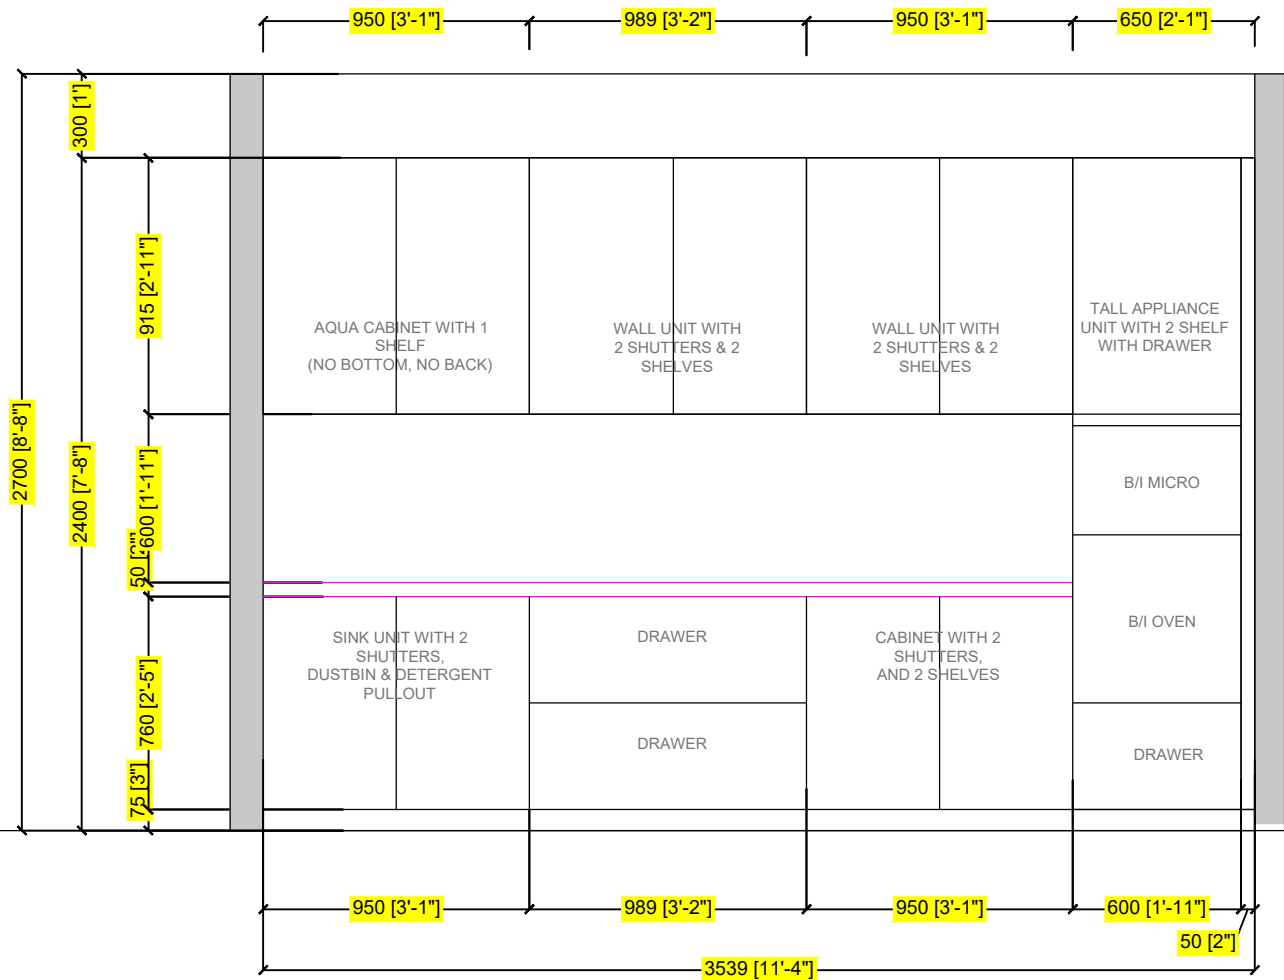 950 [3'-1"]
989 [3'-2"]
950 [3'-1"]
650 [2'-1"]
300 [1']
915 [2'-11"]
2700 [8'-8"]
2400 [7'-8"]
600 [1'-11"]
50 [2"]
760 [2'-5"]
75 [3"]
AQUA CABINET WITH 1
SHELF
(NO BOTTOM, NO BACK)
WALL UNIT WITH
2 SHUTTERS & 2
SHELVES
WALL UNIT WITH
2 SHUTTERS & 2
SHELVES
TALL APPLIANCE
UNIT WITH 2 SHELF
WITH DRAWER
B/I MICRO
B/I OVEN
SINK UNIT WITH 2
SHUTTERS,
DUSTBIN & DETERGENT
PULLOUT
DRAWER
CABINET WITH 2
SHUTTERS,
AND 2 SHELVES
DRAWER
DRAWER
950 [3'-1"]
989 [3'-2"]
950 [3'-1"]
600 [1'-11"]
50 [2"]
3539 [11'-4"]